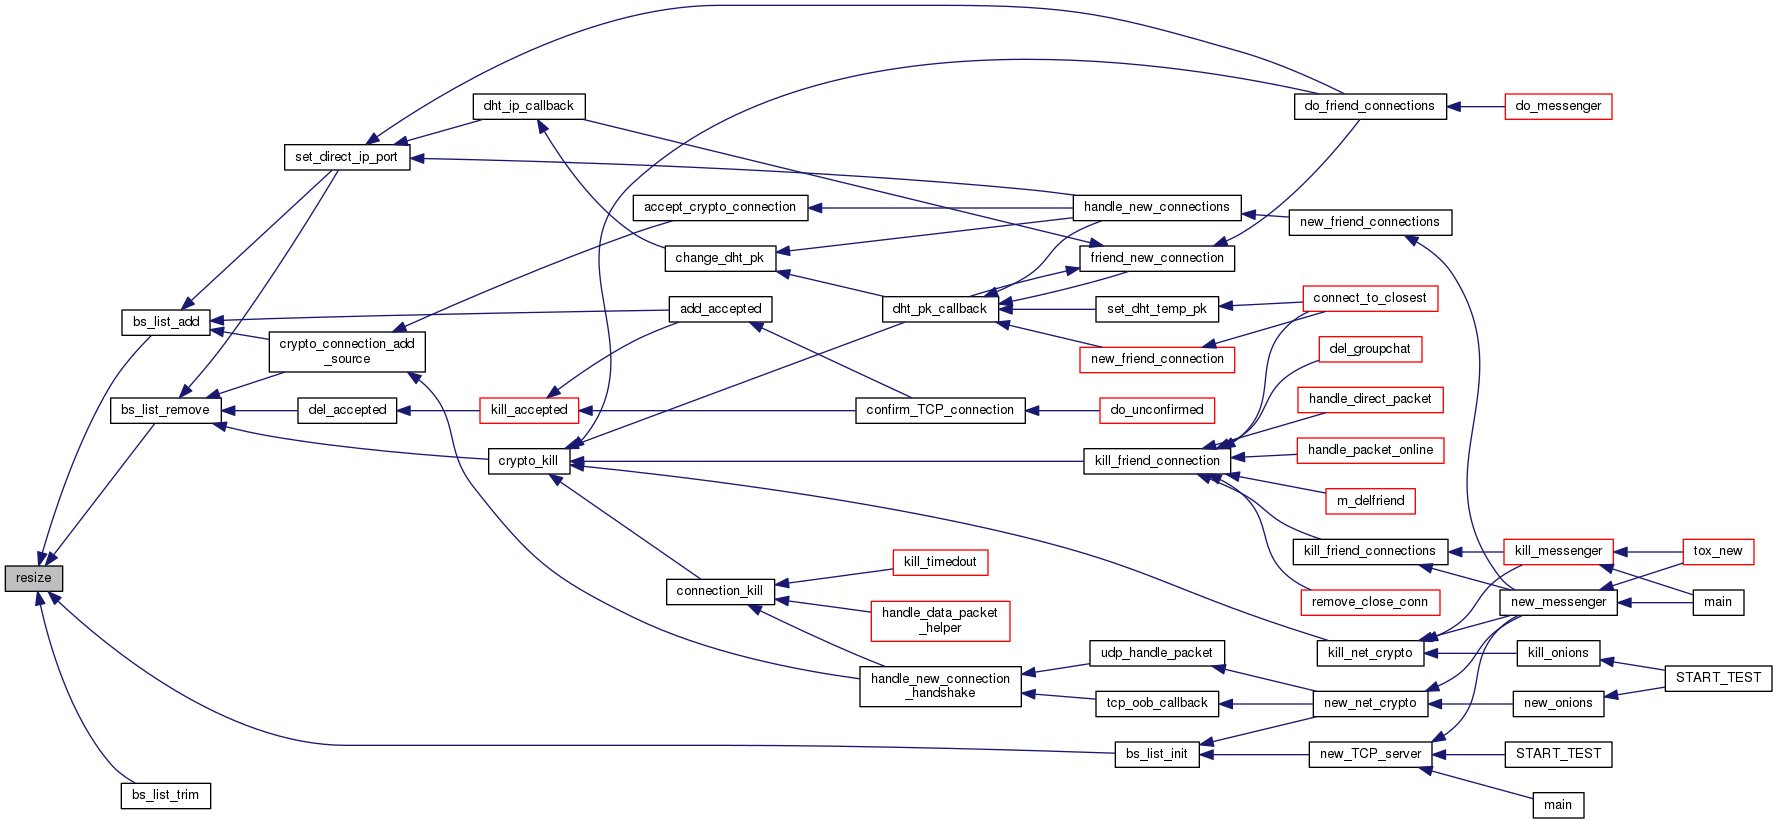 dht_ip_callback
do_friend_connections
do_messenger
set_direct_ip_port
accept_crypto_connection
handle_new_connections
new_friend_connections
change_dht_pk
friend_new_connection
bs_list_add
add_accepted
dht_pk_callback
set_dht_temp_pk
connect_to_closest
crypto_connection_add
_source
new_friend_connection
del_groupchat
bs_list_remove
del_accepted
kill_accepted
confirm_TCP_connection
do_unconfirmed
handle_direct_packet
crypto_kill
kill_friend_connection
handle_packet_online
m_delfriend
resize
kill_timedout
kill_friend_connections
kill_messenger
tox_new
connection_kill
handle_data_packet
_helper
remove_close_conn
new_messenger
main
udp_handle_packet
kill_net_crypto
kill_onions
handle_new_connection
_handshake
START_TEST
tcp_oob_callback
new_net_crypto
new_onions
bs_list_init
new_TCP_server
START_TEST
bs_list_trim
main